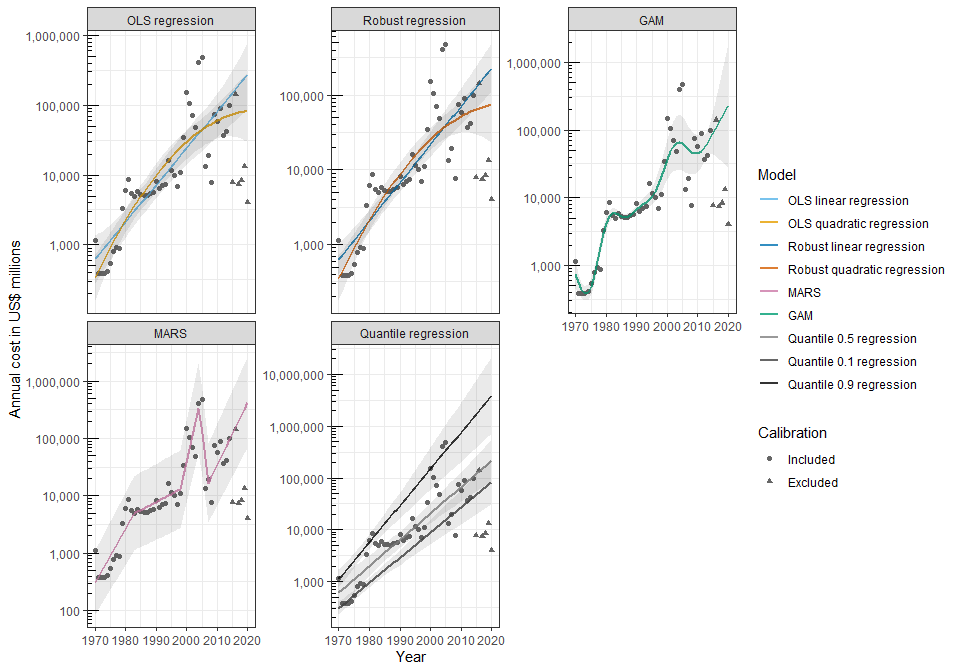 OLS regression
Robust regression
GAM
1,000,000
100,000
10,000
1,000
100,000
10,000
1,000
1,000,000
100,000
10,000
1,000
1970 1980 1990 2000 2010 2020
MARS
Quantile regression
1,000,000
100,000
10,000
1,000
100
10,000,000
1,000,000
100,000
10,000
1,000
1970 1980 1990 2000 2010 2020
1970 1980 1990 2000 2010 2020
Year
Annual cost in US$ millions
Model
OLS linear regression
OLS quadratic regression
Robust linear regression
Robust quadratic regression
MARS
GAM
Quantile 0.5 regression
Quantile 0.1 regression
Quantile 0.9 regression
Calibration
Included
Excluded